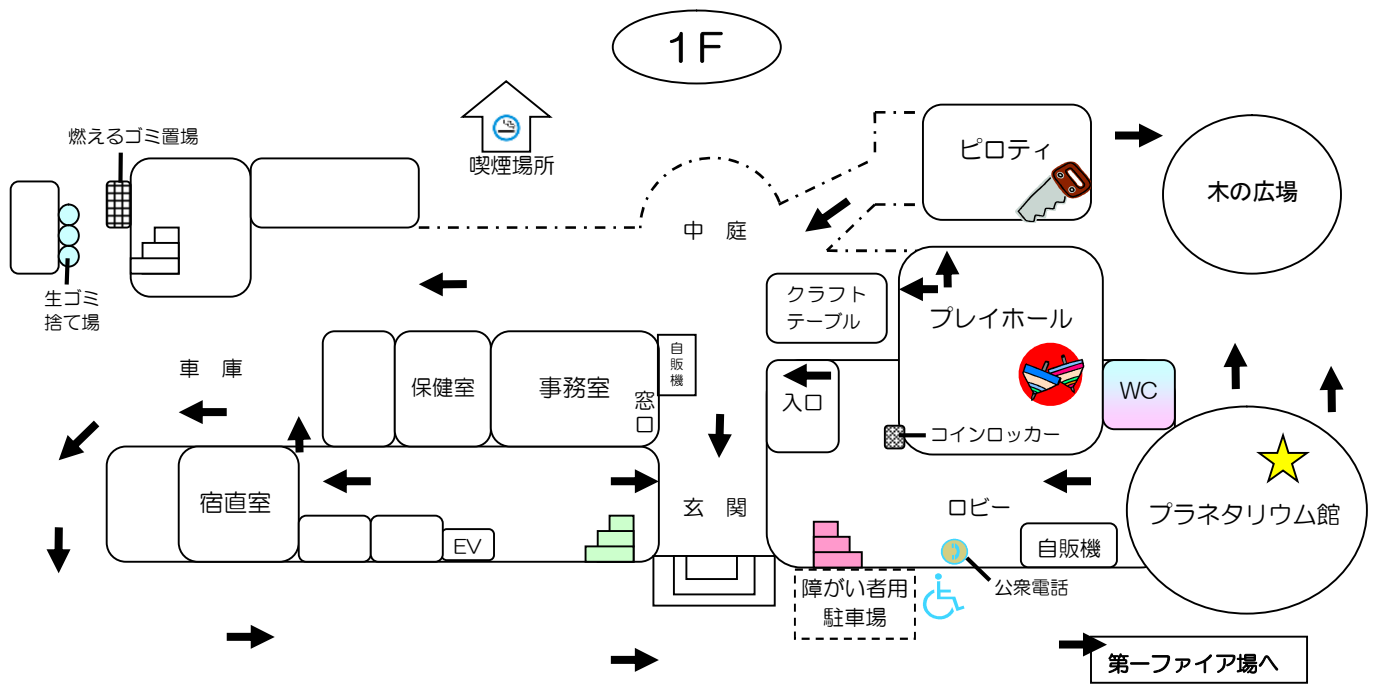 1F
燃えるゴミ置場
喫煙場所
ピロティ
木の広場
中 庭
生ゴミ
捨て場
クラフト
テーブル
プレイホール
車 庫
保健室
事務室
窓
口
自
販
機
入口
WC
コインロッカー
宿直室
玄 関
ロビー
プラネタリウム館
EV
自販機
障がい者用
駐車場
公衆電話
第一ファイア場へ